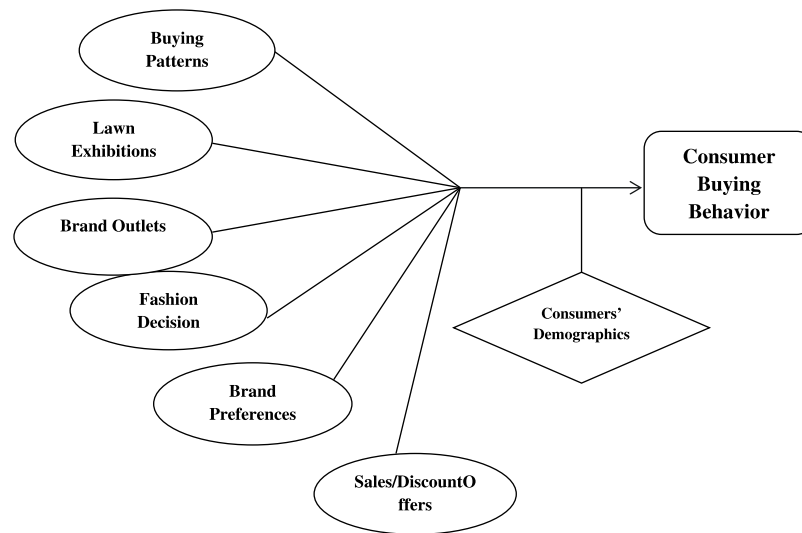 Buying
Patterns
Lawn
Exhibitions
Brand Outlets
Fashion
Decision
Brand
Preferences
Sales/DiscountO
ffers
Consumer
Buying
Behavior
Consumers’
Demographics